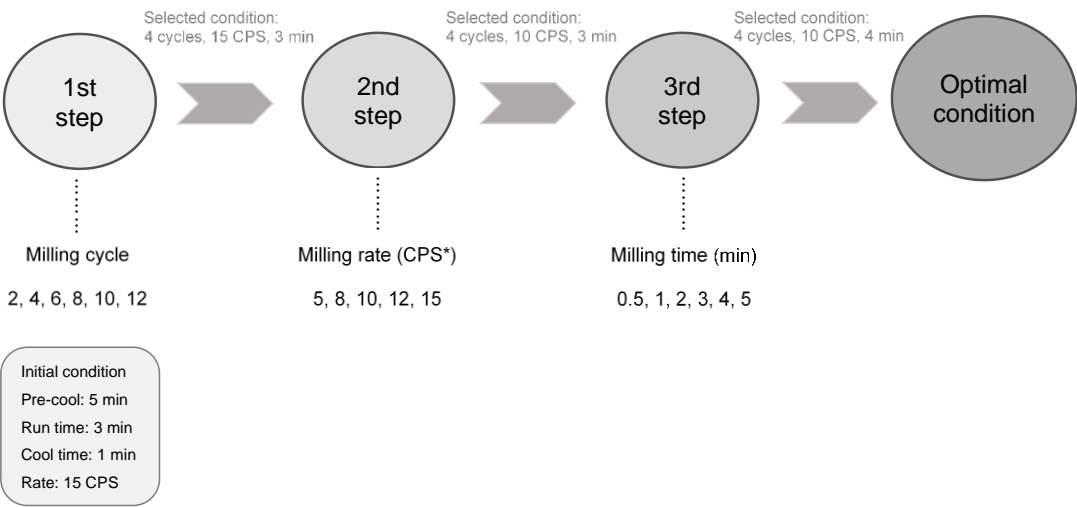 Selected condition:
4 cycles, 15 CPS, 3 min
Selected condition:
4 cycles, 10 CPS, 3 min
Selected condition:
4 cycles, 10 CPS, 4 min
1st
step
2nd
step
3rd
step
Optimal
condition
Milling cycle
Milling rate (CPS*)
Milling time (min)
2, 4, 6, 8, 10, 12
5, 8, 10, 12, 15
0.5, 1, 2, 3, 4, 5
Initial condition
Pre-cool: 5 min
Run time: 3 min
Cool time: 1 min
Rate: 15 CPS